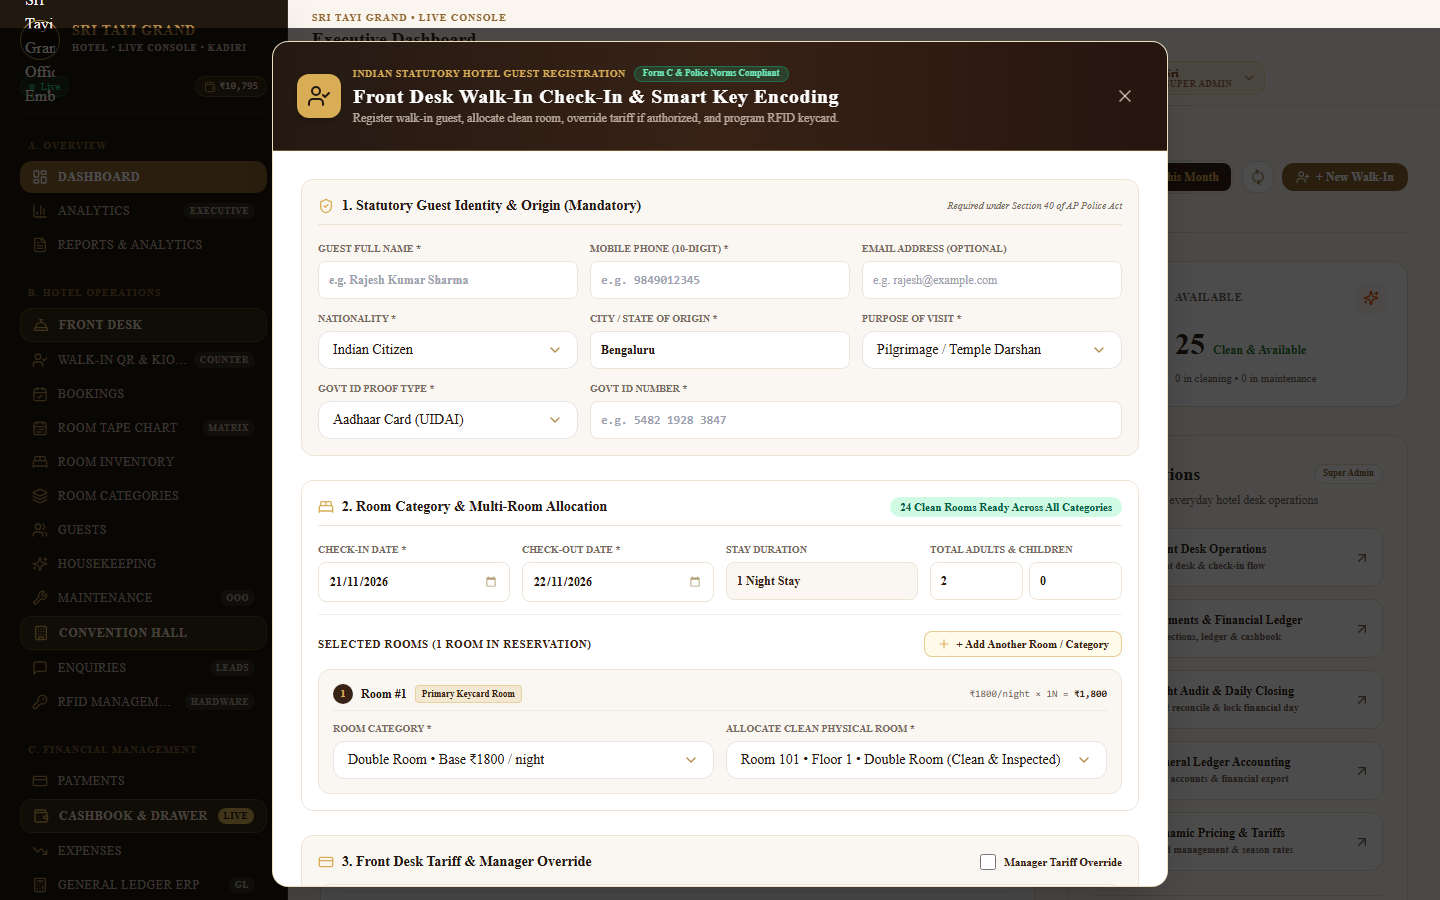 Sri
Tayi
Gran
Offic
Emb
SRI TAYI GRAND
HOTEL • LIVE CONSOLE • KADIRI
Live
₹10,795
A. OVERVIEW
DASHBOARD
ANALYTICS
EXECUTIVE
REPORTS & ANALYTICS
B. HOTEL OPERATIONS
FRONT DESK
WALK-IN QR & KIO...
COUNTER
BOOKINGS
ROOM TAPE CHART
MATRIX
ROOM INVENTORY
ROOM CATEGORIES
GUESTS
HOUSEKEEPING
MAINTENANCE
OOO
CONVENTION HALL
ENQUIRIES
LEADS
RFID MANAGEM...
HARDWARE
C. FINANCIAL MANAGEMENT
PAYMENTS
CASHBOOK & DRAWER
LIVE
EXPENSES
GENERAL LEDGER ERP
GL
SRI TAYI GRAND • LIVE CONSOLE
Executive Dashboard
INDIAN STATUTORY HOTEL GUEST REGISTRATION
Form C & Police Norms Compliant
Front Desk Walk-In Check-In & Smart Key Encoding
Register walk-in guest, allocate clean room, override tariff if authorized, and program RFID keycard.
1. Statutory Guest Identity & Origin (Mandatory)
Required under Section 40 of AP Police Act
GUEST FULL NAME *
MOBILE PHONE (10-DIGIT) *
EMAIL ADDRESS (OPTIONAL)
e.g. Rajesh Kumar Sharma
e.g. 9849012345
e.g. rajesh@example.com
NATIONALITY *
CITY / STATE OF ORIGIN *
PURPOSE OF VISIT *
Indian Citizen
Bengaluru
Pilgrimage / Temple Darshan
GOVT ID PROOF TYPE *
GOVT ID NUMBER *
Aadhaar Card (UIDAI)
e.g. 5482 1928 3847
2. Room Category & Multi-Room Allocation
24 Clean Rooms Ready Across All Categories
CHECK-IN DATE *
CHECK-OUT DATE *
STAY DURATION
TOTAL ADULTS & CHILDREN
21/11/2026
22/11/2026
1 Night Stay
2
0
SELECTED ROOMS (1 ROOM IN RESERVATION)
+ Add Another Room / Category
1
Room #1
Primary Keycard Room
₹1800/night × 1N = ₹1,800
ROOM CATEGORY *
ALLOCATE CLEAN PHYSICAL ROOM *
Double Room • Base ₹1800 / night
Room 101 • Floor 1 • Double Room (Clean & Inspected)
3. Front Desk Tariff & Manager Override
Manager Tariff Override
Sri
SUPER ADMIN
his Month
+ New Walk-In
AVAILABLE
25
Clean & Available
0 in cleaning • 0 in maintenance
ions
Super Admin
everyday hotel desk operations
nt Desk Operations
t desk & check-in flow
ments & Financial Ledger
ections, ledger & cashbook
ht Audit & Daily Closing
reconcile & lock financial day
eral Ledger Accounting
accounts & financial export
amic Pricing & Tariffs
l management & season rates